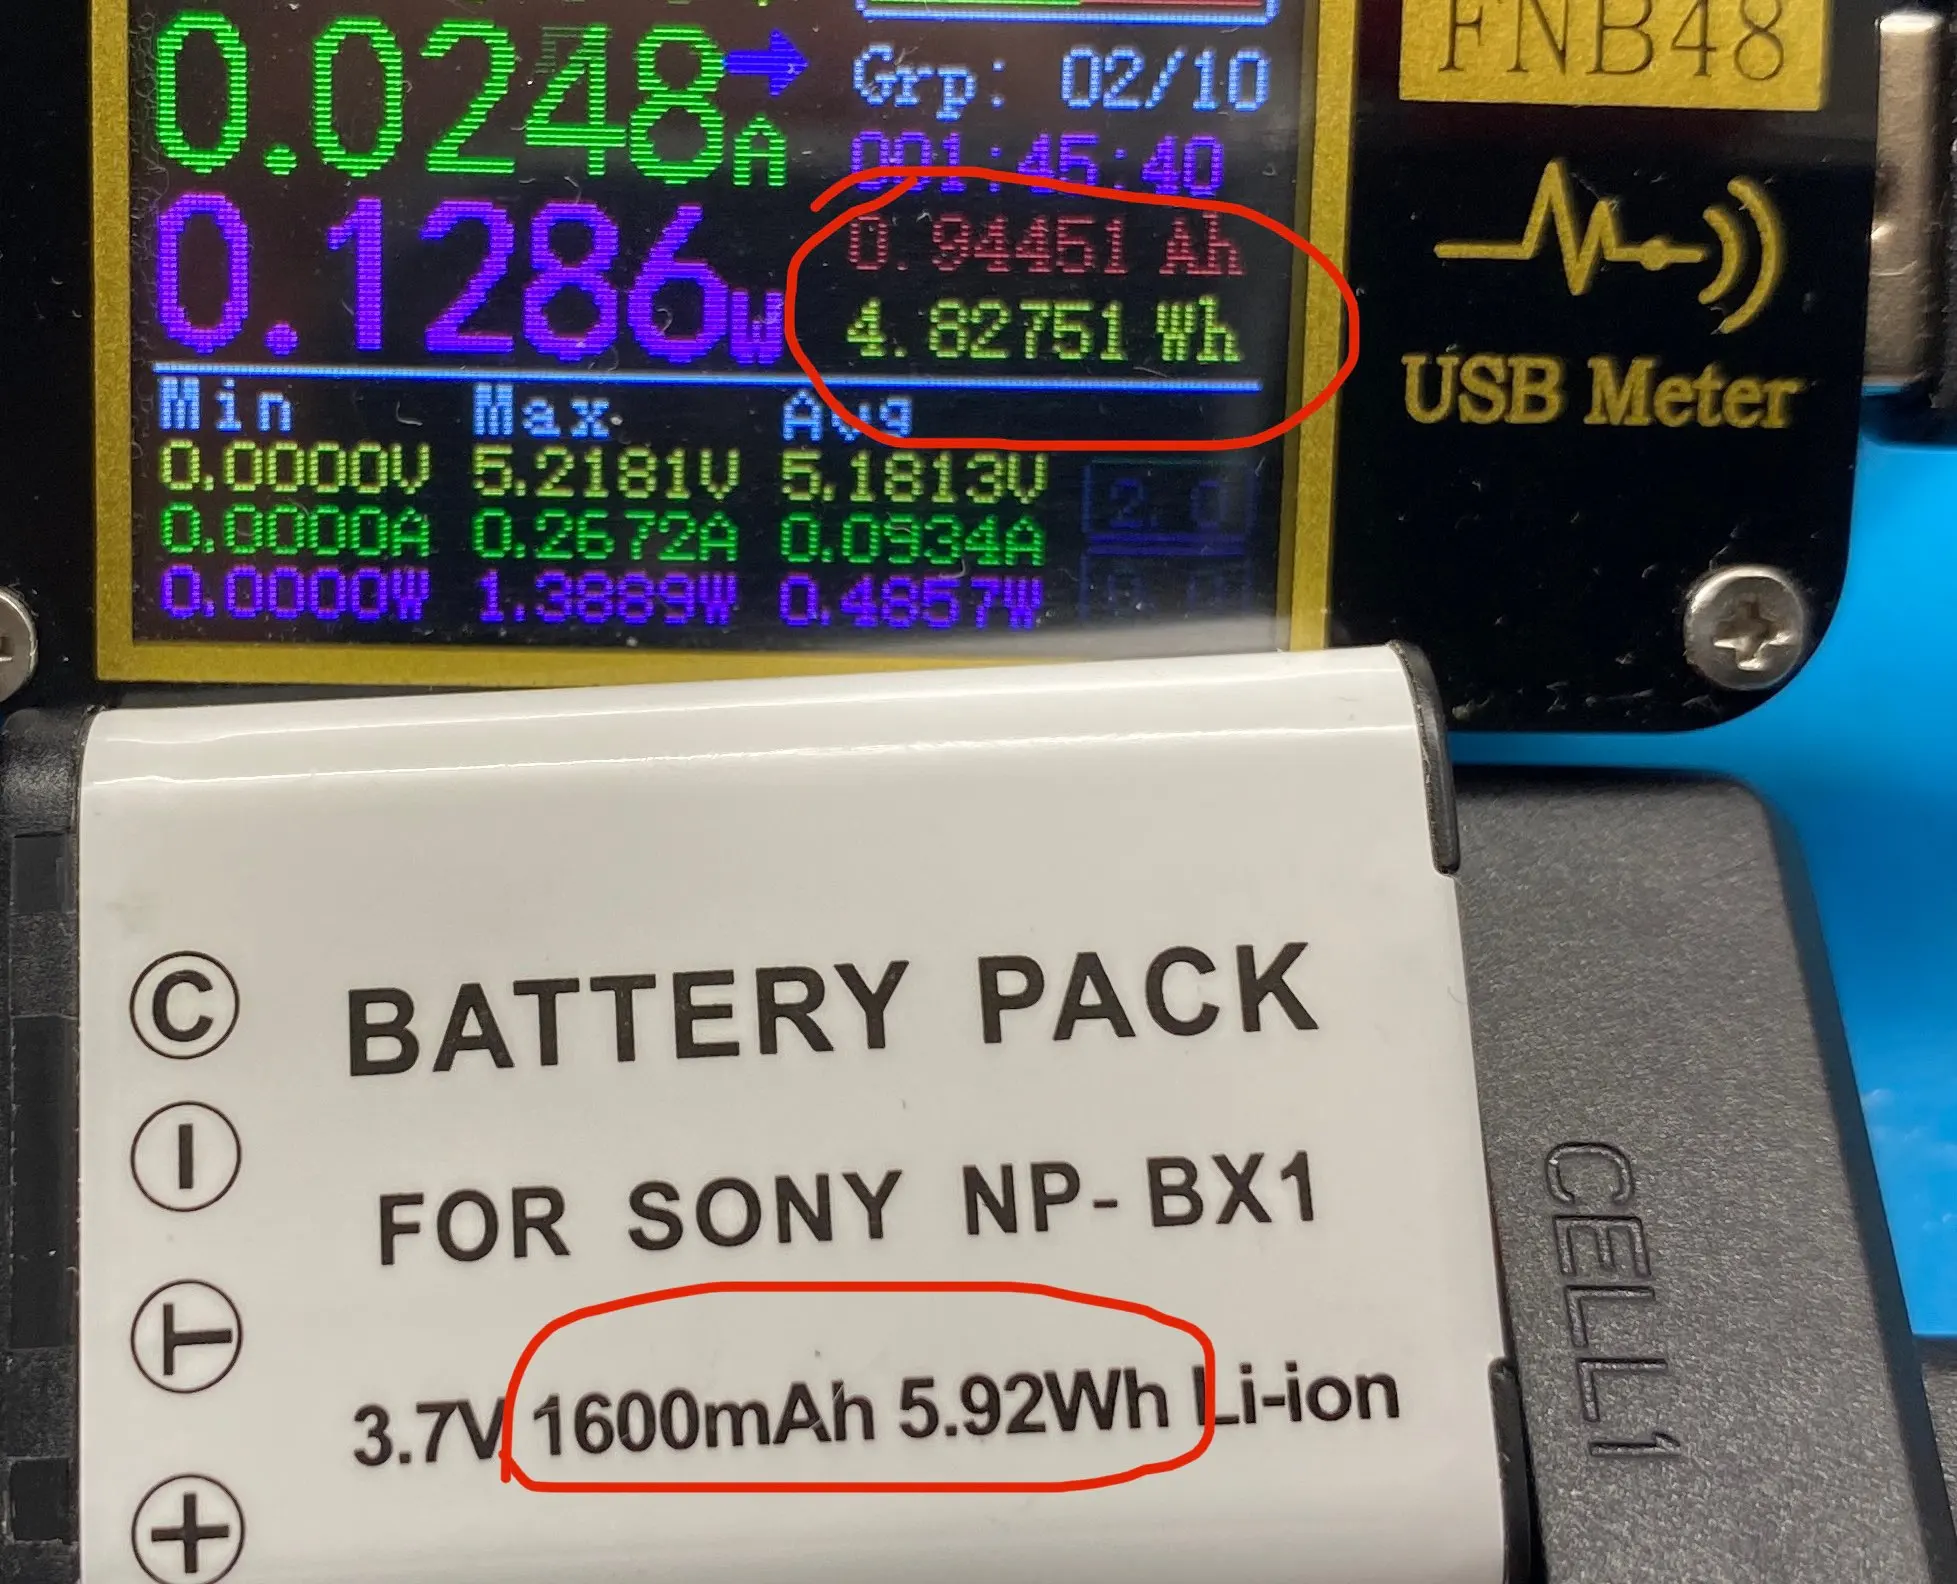 0.0248A
Grp: 02/10
001:45:40
0.1286W
0.94451 Ah
4.82751 Wh
Min Max Avg
0.0000V 5.2181V 5.1813V
0.0000A 0.2672A 0.0934A
0.0000W 1.3889W 0.4857W
FNB48
USB Meter
C
BATTERY PACK
FOR SONY NP-BX1
T
3.7V 1600mAh 5.92Wh Li-ion
CELL1